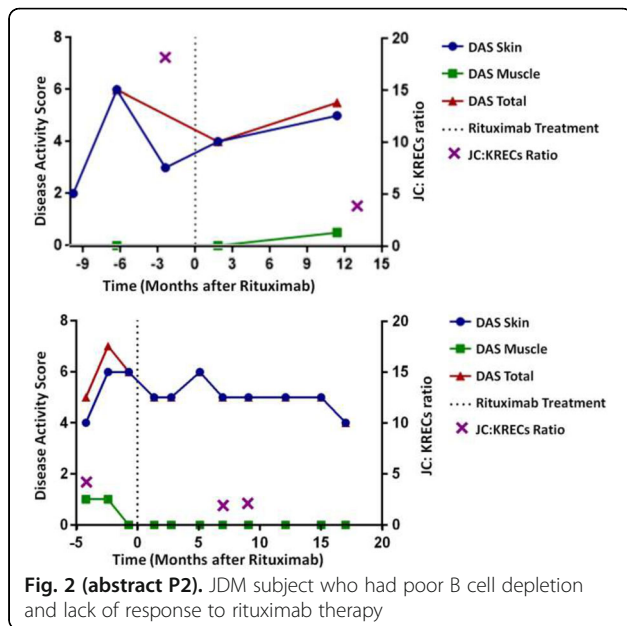 8
6
4
2
0
Disease Activity Score
20
15
10
5
0
JC: KRECs ratio
-9 -6 -3 0 3 6 9 12 15
Time (Months after Rituximab)
DAS Skin
DAS Muscle
DAS Total
Rituximab Treatment
JC:KRECs Ratio
8
6
4
2
0
Disease Activity Score
20
15
10
5
0
JC: KRECs ratio
-5 0 5 10 15 20
Time (Months after Rituximab)
DAS Skin
DAS Muscle
DAS Total
Rituximab Treatment
JC:KRECs Ratio
Fig. 2 (abstract P2). JDM subject who had poor B cell depletion
and lack of response to rituximab therapy